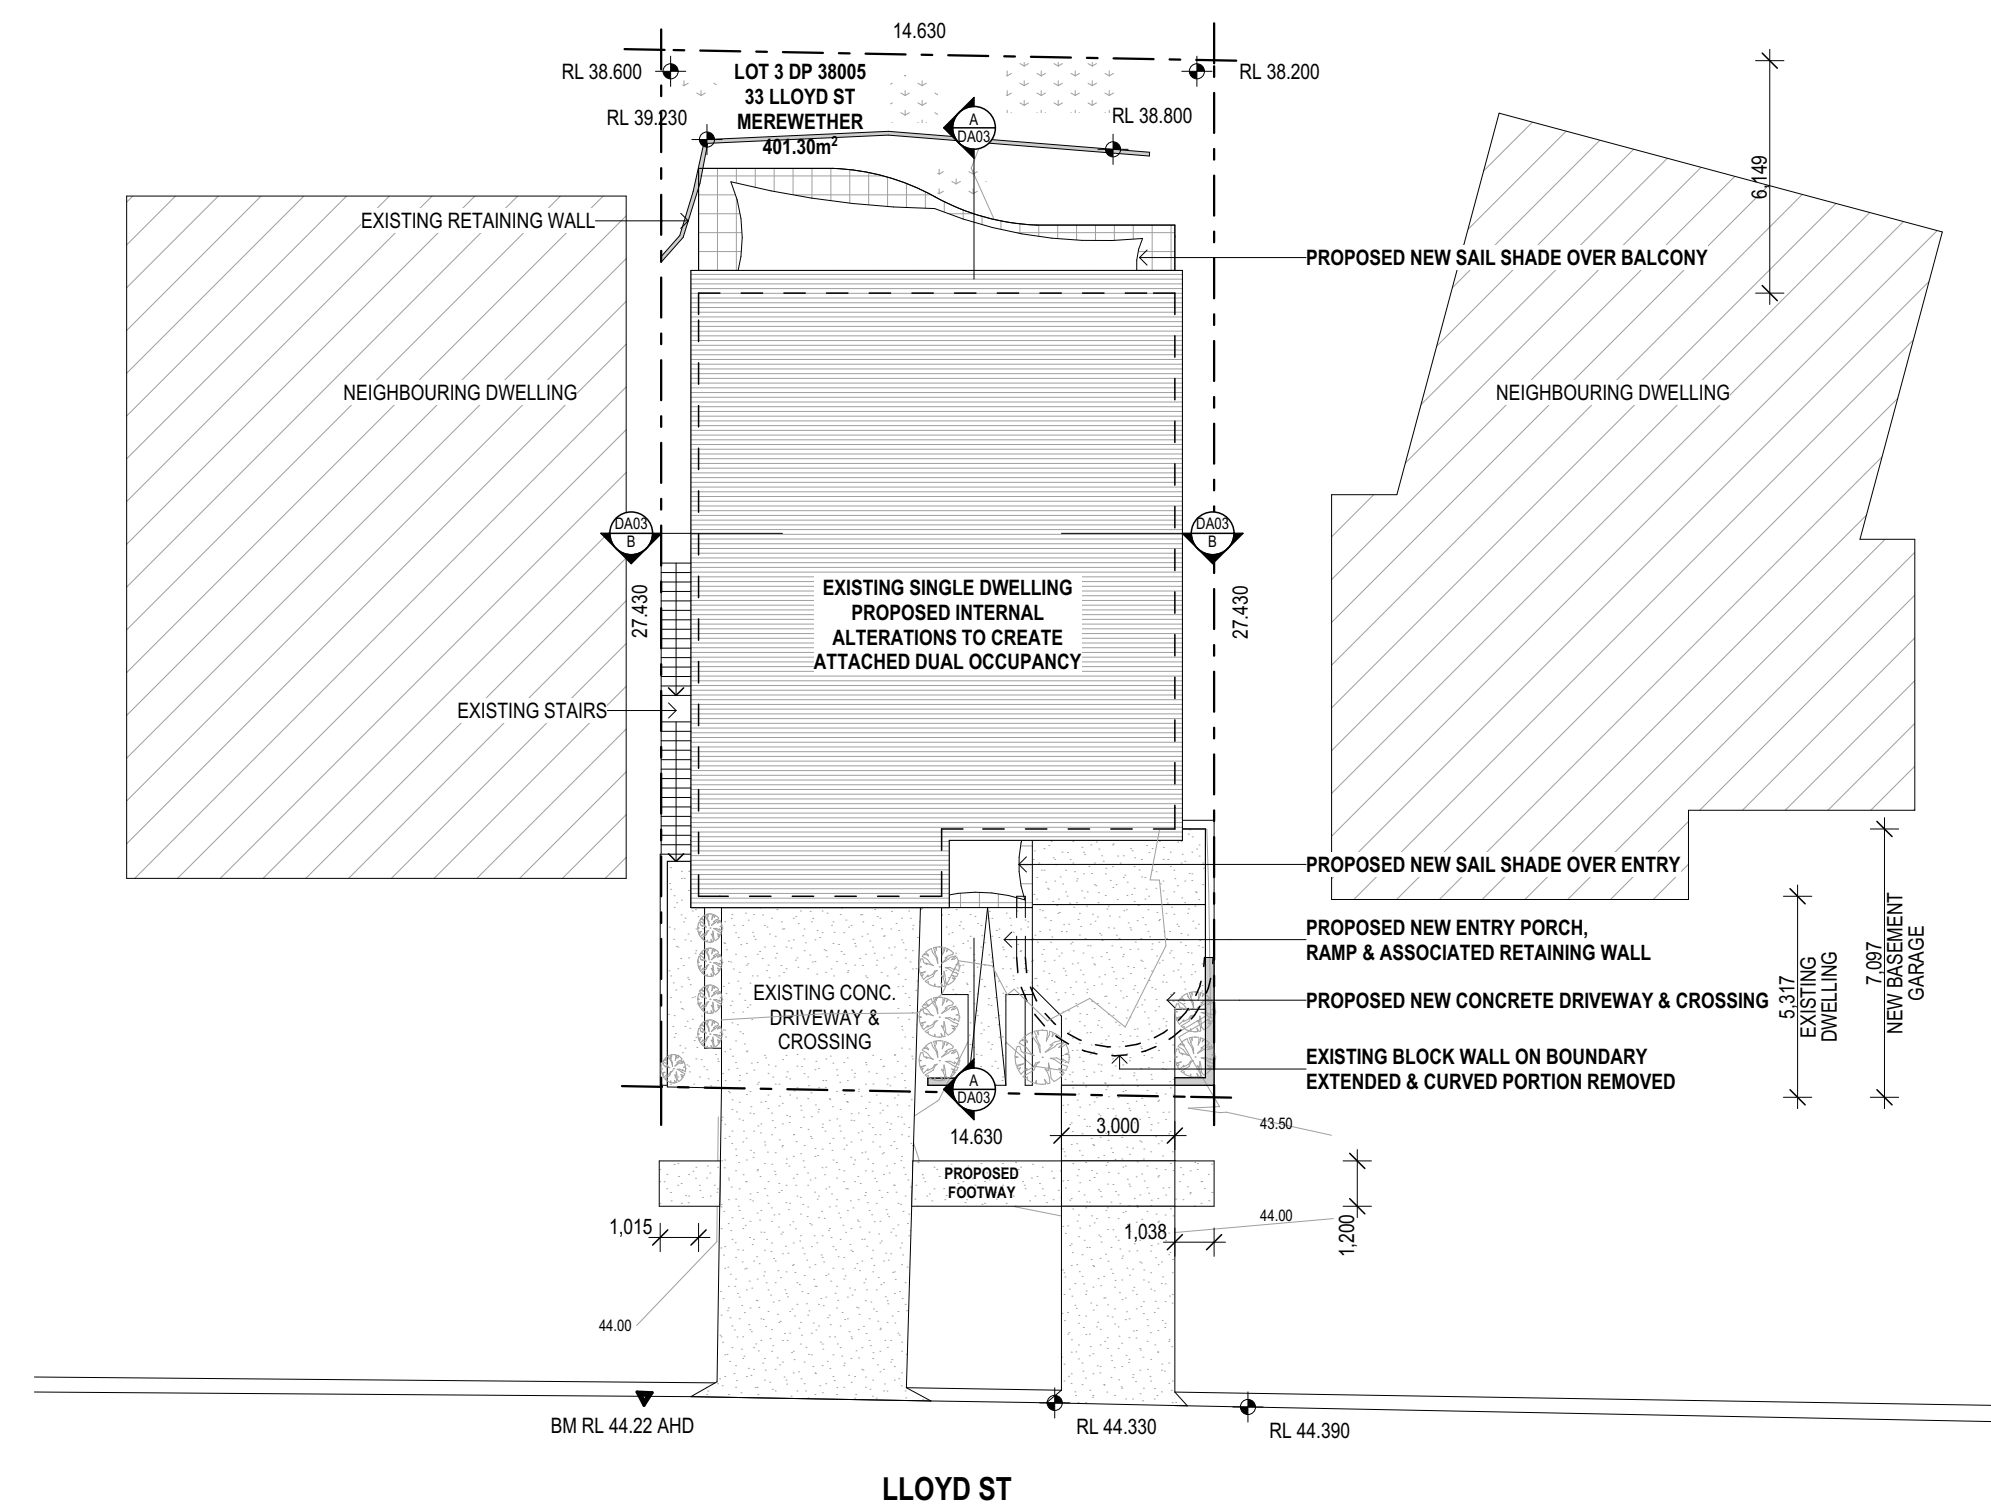 14.630
RL 38.600
LOT 3 DP 38005
33 LLOYD ST
MEREWETHER
401.30m²
RL 38.200
RL 39.230
A
DA03
RL 38.800
6,149
EXISTING RETAINING WALL
PROPOSED NEW SAIL SHADE OVER BALCONY
NEIGHBOURING DWELLING
NEIGHBOURING DWELLING
DA03
B
DA03
B
27.430
EXISTING SINGLE DWELLING
PROPOSED INTERNAL
ALTERATIONS TO CREATE
ATTACHED DUAL OCCUPANCY
27.430
EXISTING STAIRS
PROPOSED NEW SAIL SHADE OVER ENTRY
PROPOSED NEW ENTRY PORCH,
RAMP & ASSOCIATED RETAINING WALL
EXISTING CONC.
DRIVEWAY &
CROSSING
PROPOSED NEW CONCRETE DRIVEWAY & CROSSING
5,317
EXISTING
DWELLING
7,097
NEW BASEMENT
GARAGE
EXISTING BLOCK WALL ON BOUNDARY
EXTENDED & CURVED PORTION REMOVED
A
DA03
14.630
3,000
43.50
PROPOSED
FOOTWAY
1,015
1,038
44.00
1,200
44.00
BM RL 44.22 AHD
RL 44.330
RL 44.390
LLOYD ST